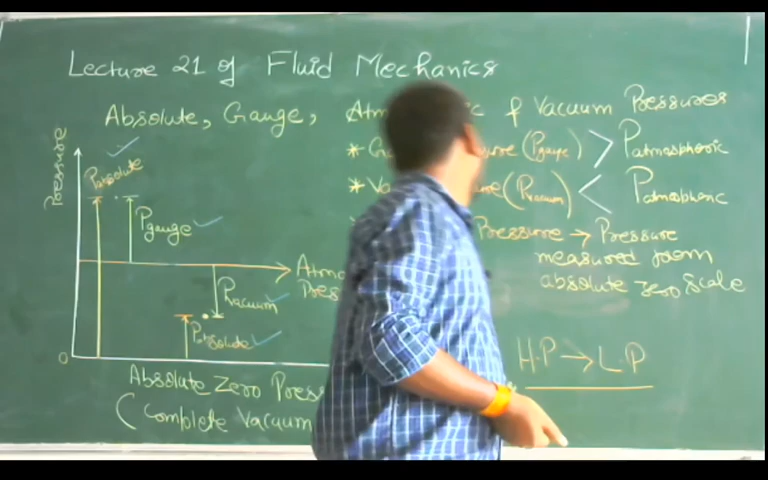 Lecture 21 of Fluid Mechanics
Absolute, Gauge, & Vacuum Pressures
(Pgauge) > Patmospheric
(Pvacuum) < Patmospheric
Pressure → Pressure
measured from
absolute zero scale
Pressure
Pabsolute
Pgauge
Pvacuum
Pabsolute
0
Absolute Zero
(Complete Vacuum
H.P → L.P